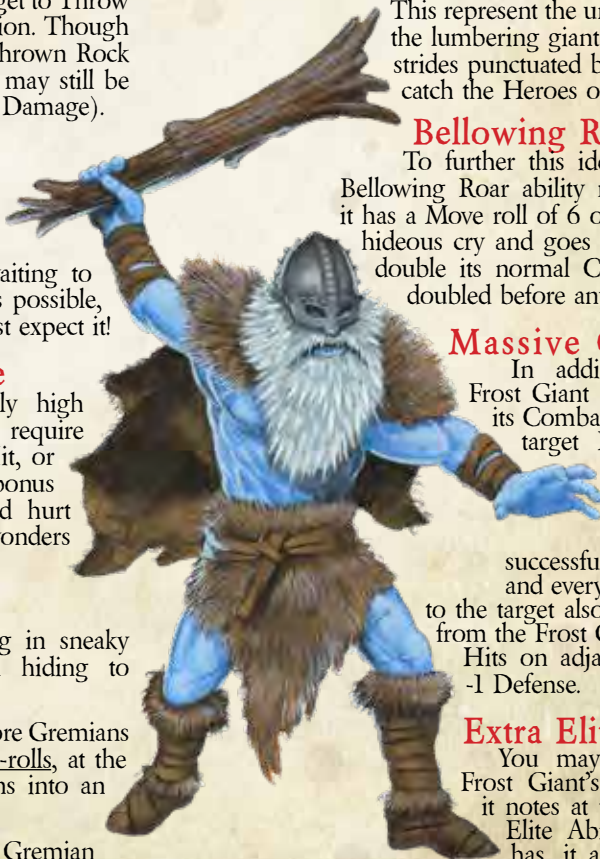 get to Throw
ion. Though
hrown Rock
may still be
Damage).
aiting to
s possible,
st expect it!
e
ly high
require
it, or
bonus
d hurt
onders
g in sneaky
hiding to
ore Gremians
-rolls, at the
ns into an
Gremian
This represent the u
the lumbering giant
strides punctuated b
catch the Heroes o
Bellowing R
To further this ide
Bellowing Roar ability
it has a Move roll of 6 o
hideous cry and goes
double its normal C
doubled before an
Massive
In addi
Frost Giant
its Comba
target
successfu
and every
to the target also
from the Frost
Hits on adja
-1 Defense.
Extra Eli
You may
Frost Giant's
it notes at
Elite Ab
has, it a